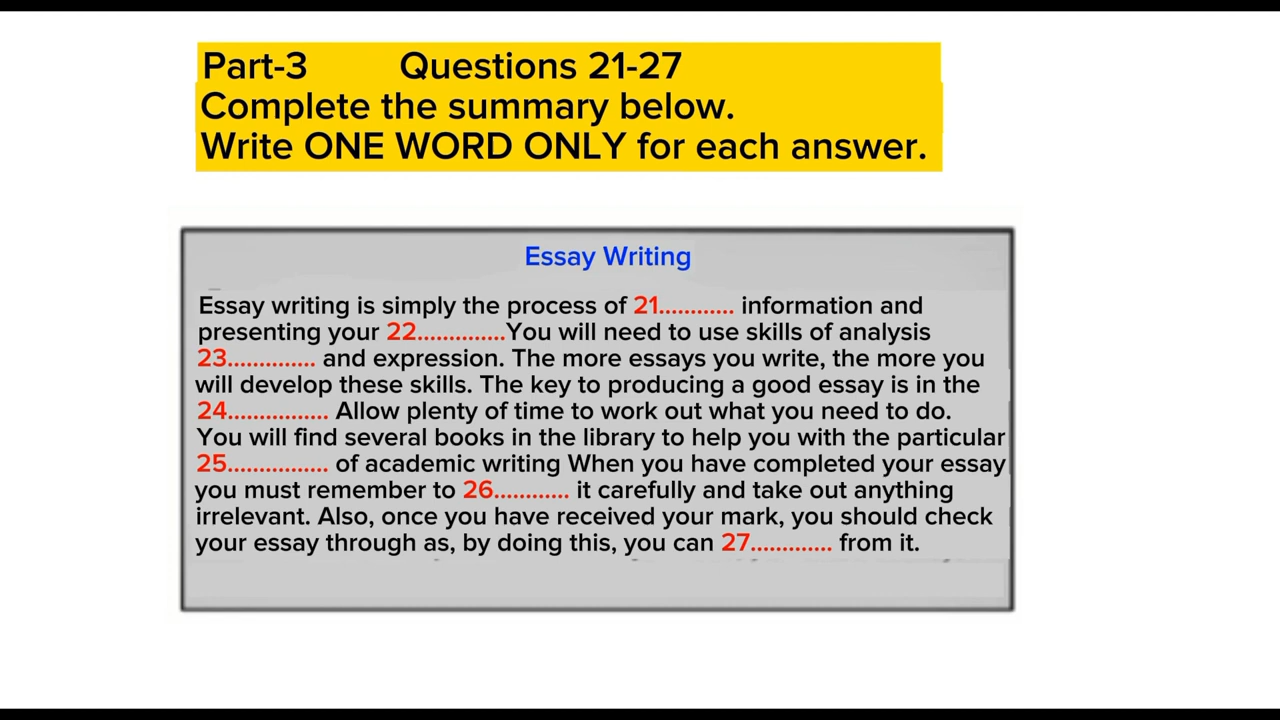 Part-3 Questions 21-27
Complete the summary below.
Write ONE WORD ONLY for each answer.
Essay Writing
Essay writing is simply the process of 21............ information and
presenting your 22..............You will need to use skills of analysis
23.............. and expression. The more essays you write, the more you
will develop these skills. The key to producing a good essay is in the
24................ Allow plenty of time to work out what you need to do.
You will find several books in the library to help you with the particular
25................ of academic writing When you have completed your essay
you must remember to 26............ it carefully and take out anything
irrelevant. Also, once you have received your mark, you should check
your essay through as, by doing this, you can 27............. from it.